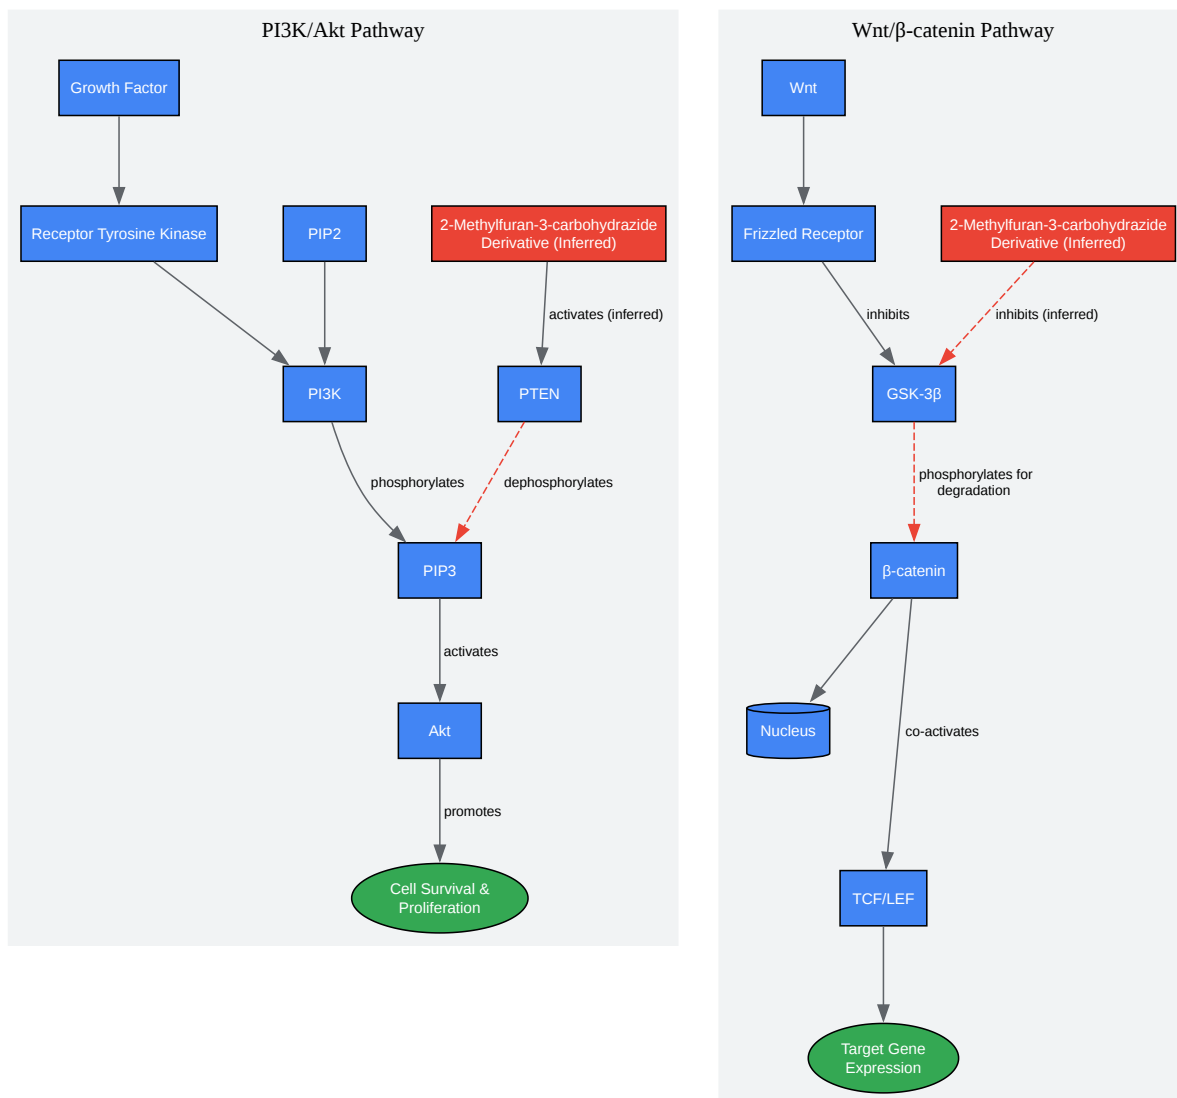 PI3K/Akt Pathway
Growth Factor
Receptor Tyrosine Kinase
PIP2
2-Methylfuran-3-carbohydrazide
Derivative (Inferred)
activates (inferred)
PI3K
PTEN
phosphorylates
dephosphorylates
PIP3
activates
Akt
promotes
Cell Survival &
Proliferation
Wnt/β-catenin Pathway
Wnt
Frizzled Receptor
2-Methylfuran-3-carbohydrazide
Derivative (Inferred)
inhibits
inhibits (inferred)
GSK-3β
phosphorylates for
degradation
β-catenin
Nucleus
co-activates
TCF/LEF
Target Gene
Expression